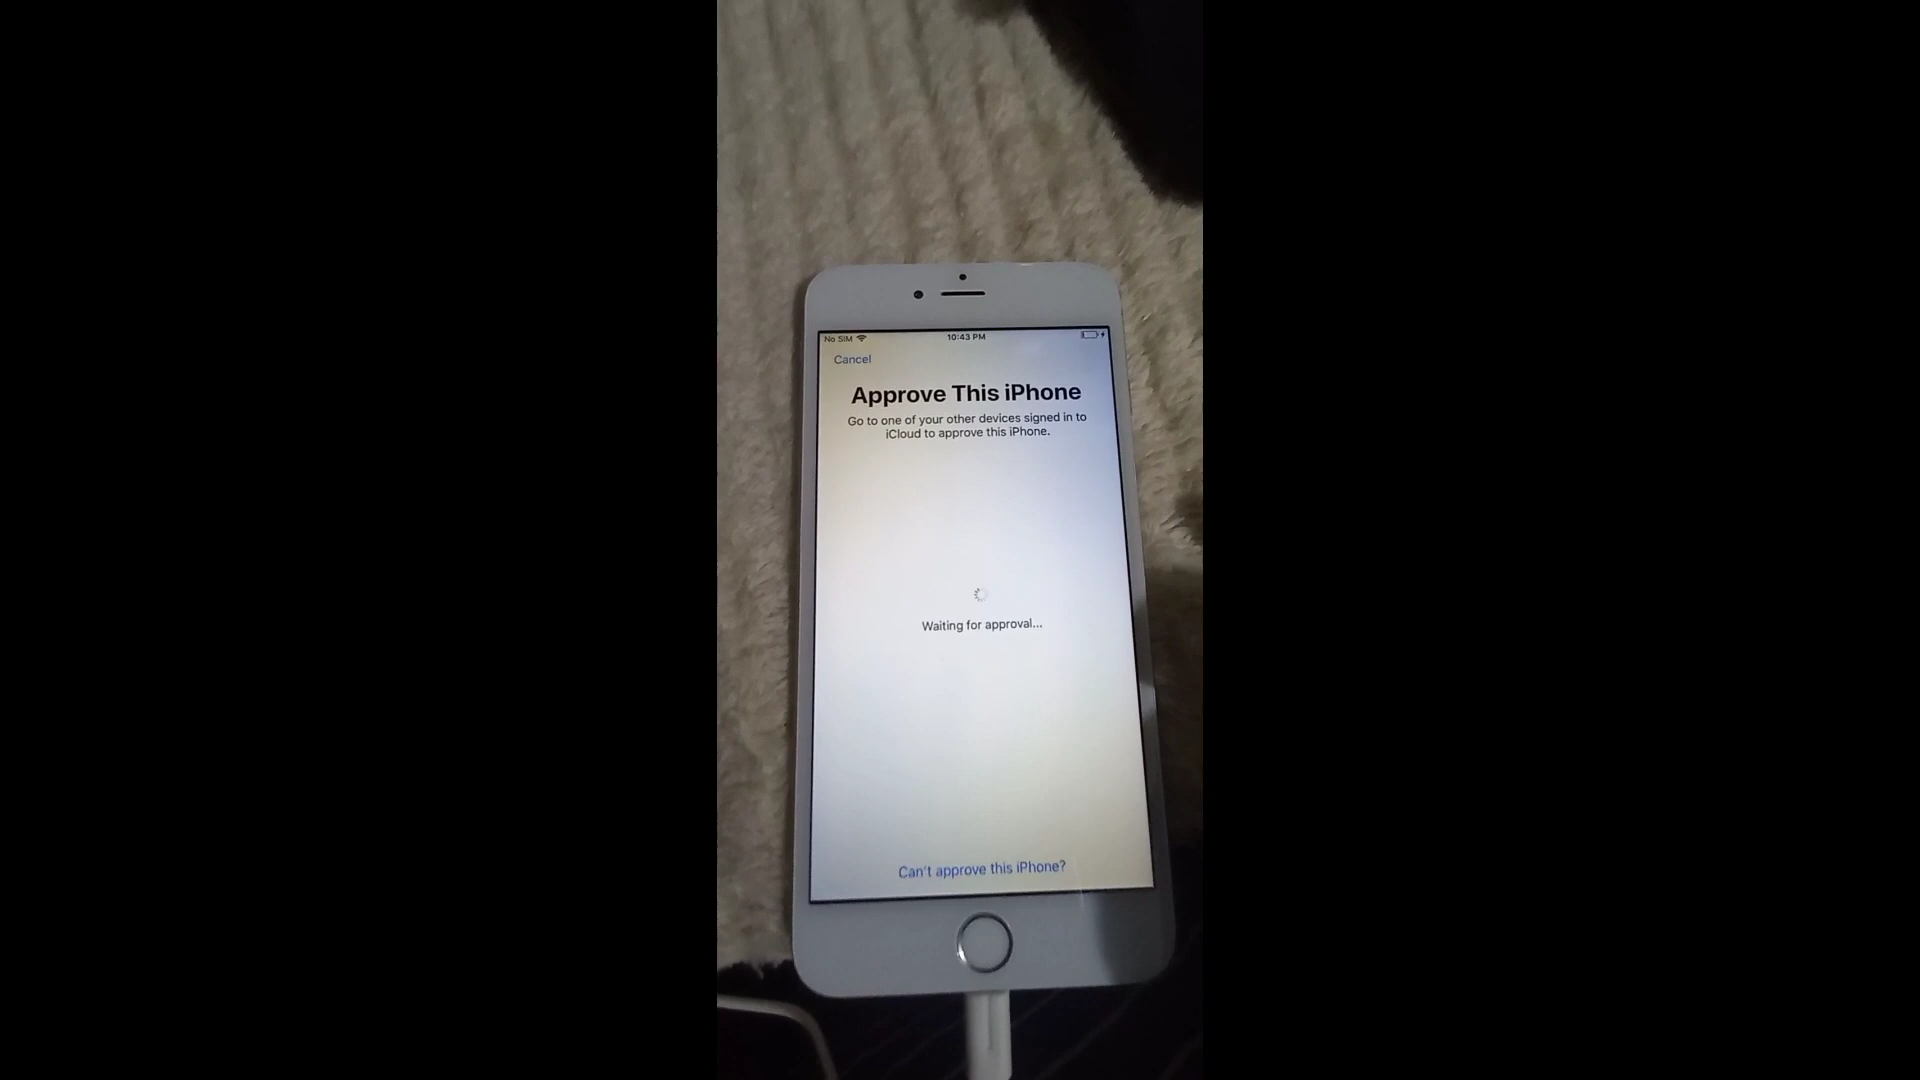 No SIM 10:43 PM
Cancel
Approve This iPhone
Go to one of your other devices signed in to
iCloud to approve this iPhone.
Waiting for approval...
Can't approve this iPhone?